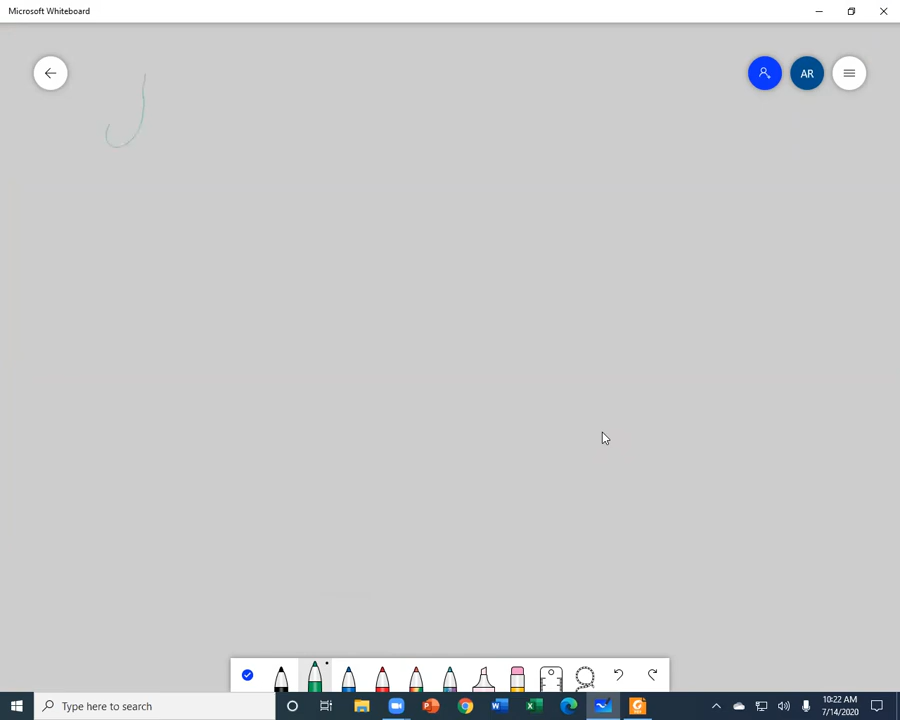 Microsoft Whiteboard
AR
J
Type here to search
10:22 AM
7/14/2020